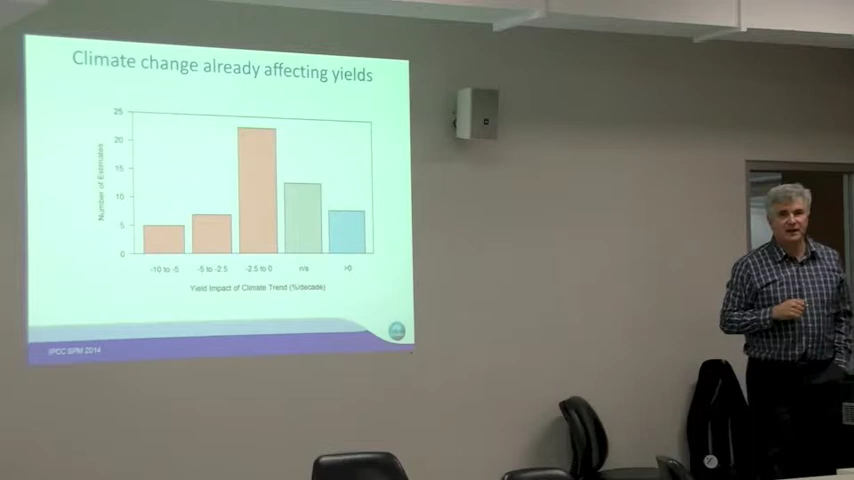 Climate change already affecting yields
25
20
15
10
5
0
Number of Estimates
-10 to -5
-5 to -2.5
-2.5 to 0
n/s
>0
Yield Impact of Climate Trend (%/decade)
IPCC SPM 2014